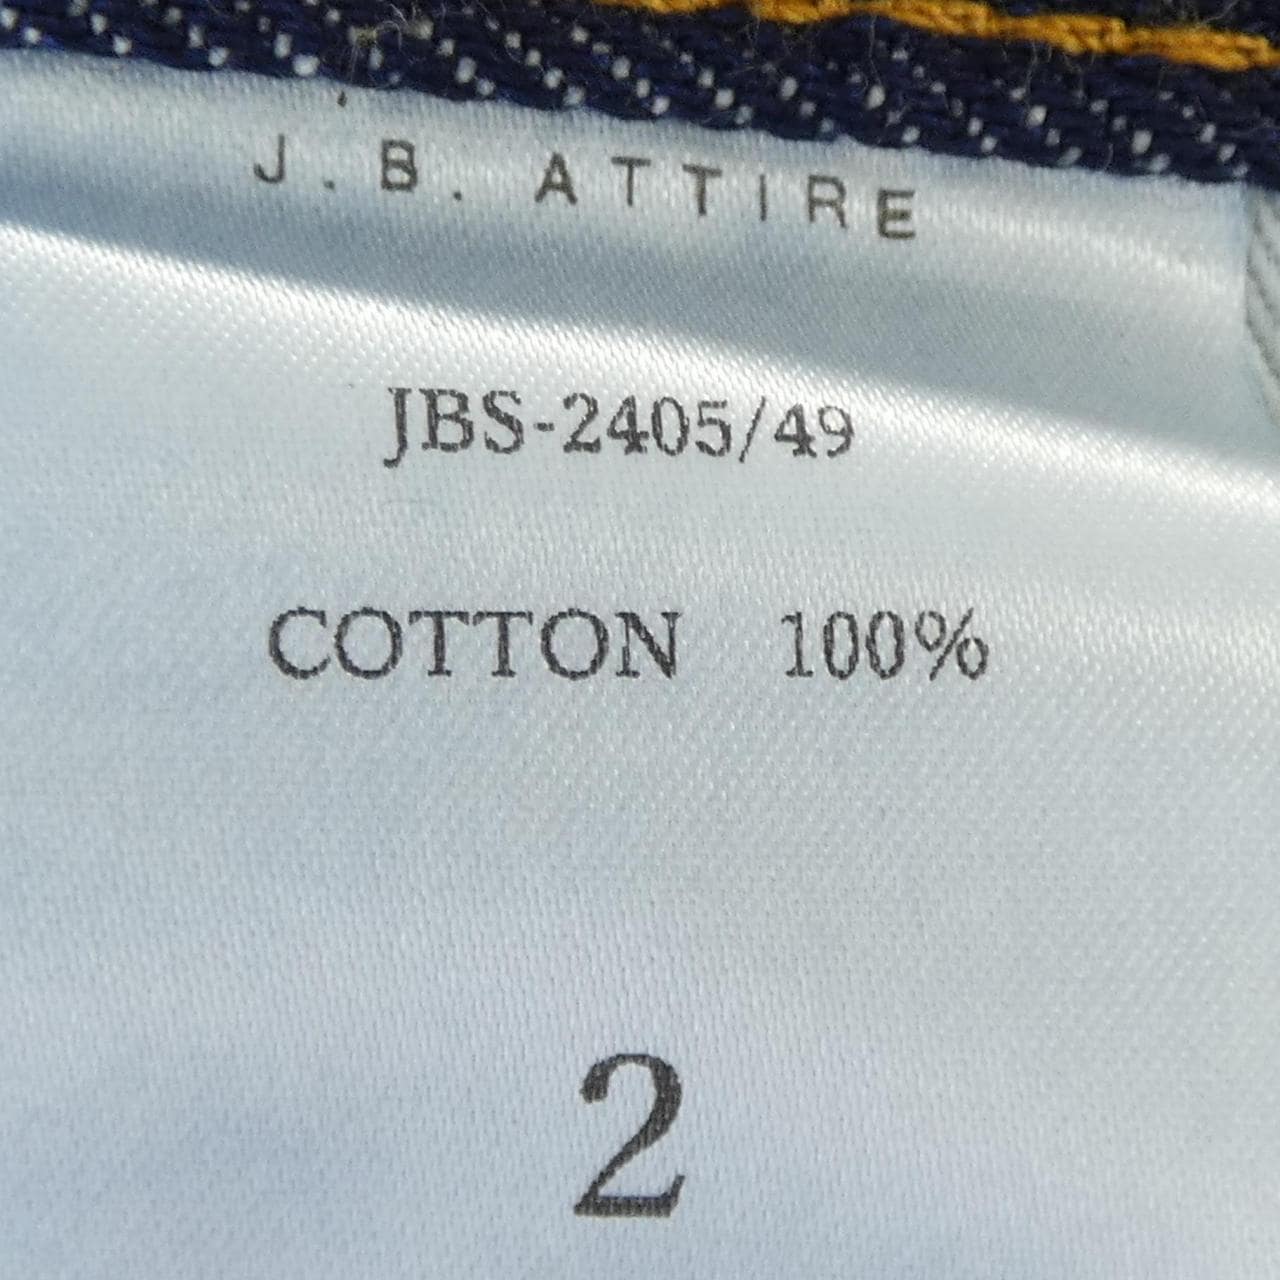 J.B. ATTIRE
JBS-2405/49
COTTON 100%
2